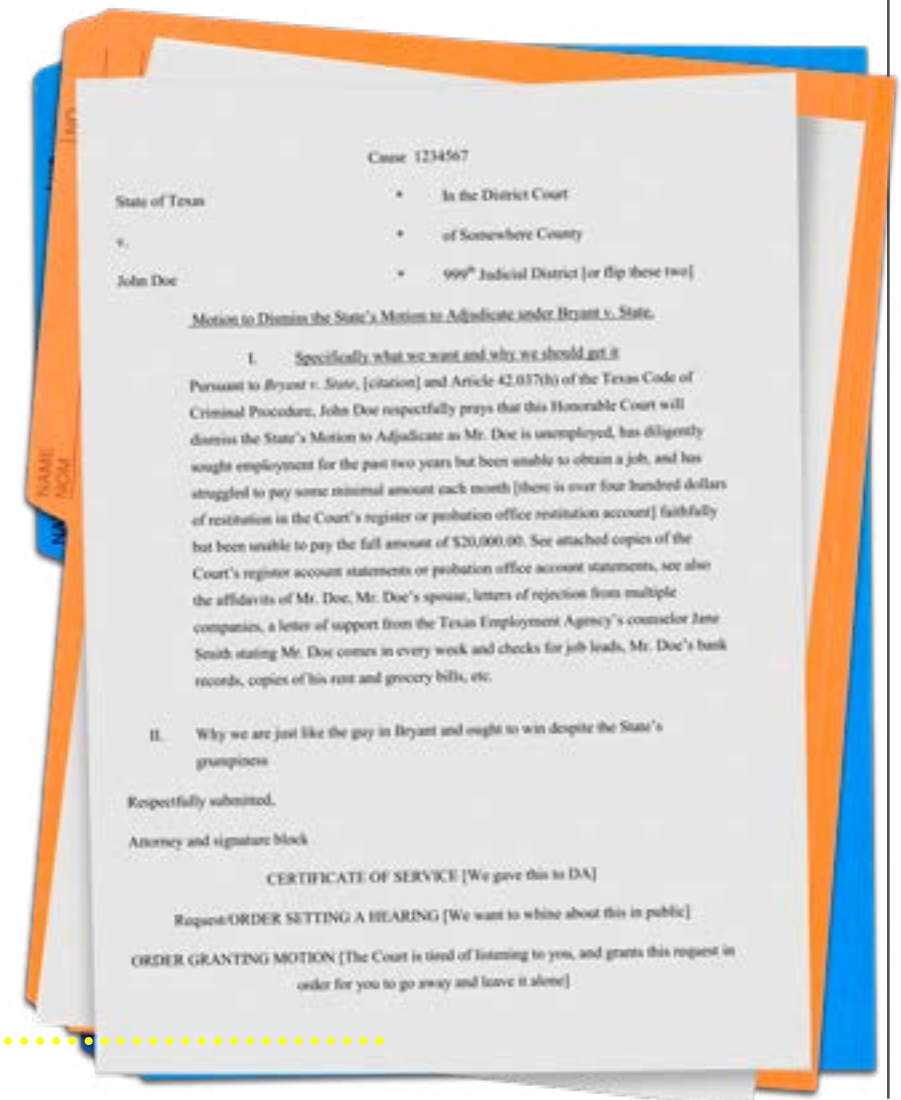 NO
Cause 1234567
State of Texas * In the District Court
v. * of Somewhere County
John Doe * 999th Judicial District [or flip these two]
Motion to Dismiss the State's Motion to Adjudicate under Bryant v. State.
I. Specifically what we want and why we should get it
Pursuant to Bryant v. State, [citation] and Article 42.037(h) of the Texas Code of
Criminal Procedure, John Doe respectfully prays that this Honorable Court will
dismiss the State's Motion to Adjudicate as Mr. Doe is unemployed, has diligently
sought employment for the past two years but been unable to obtain a job, and has
struggled to pay some minimal amount each month [there is over four hundred dollars
of restitution in the Court's register or probation office restitution account] faithfully
but been unable to pay the full amount of $20,000.00. See attached copies of the
Court's register account statements or probation office account statements, see also
the affidavits of Mr. Doe, Mr. Doe's spouse, letters of rejection from multiple
companies, a letter of support from the Texas Employment Agency's counselor Jane
Smith stating Mr. Doe comes in every week and checks for job leads, Mr. Doe's bank
records, copies of his rent and grocery bills, etc.
NAME
NOM
NA
II. Why we are just like the guy in Bryant and ought to win despite the State's
grumpiness
Respectfully submitted,
Attorney and signature block
CERTIFICATE OF SERVICE [We gave this to DA]
Request/ORDER SETTING A HEARING [We want to whine about this in public]
ORDER GRANTING MOTION [The Court is tired of listening to you, and grants this request in
order for you to go away and leave it alone]